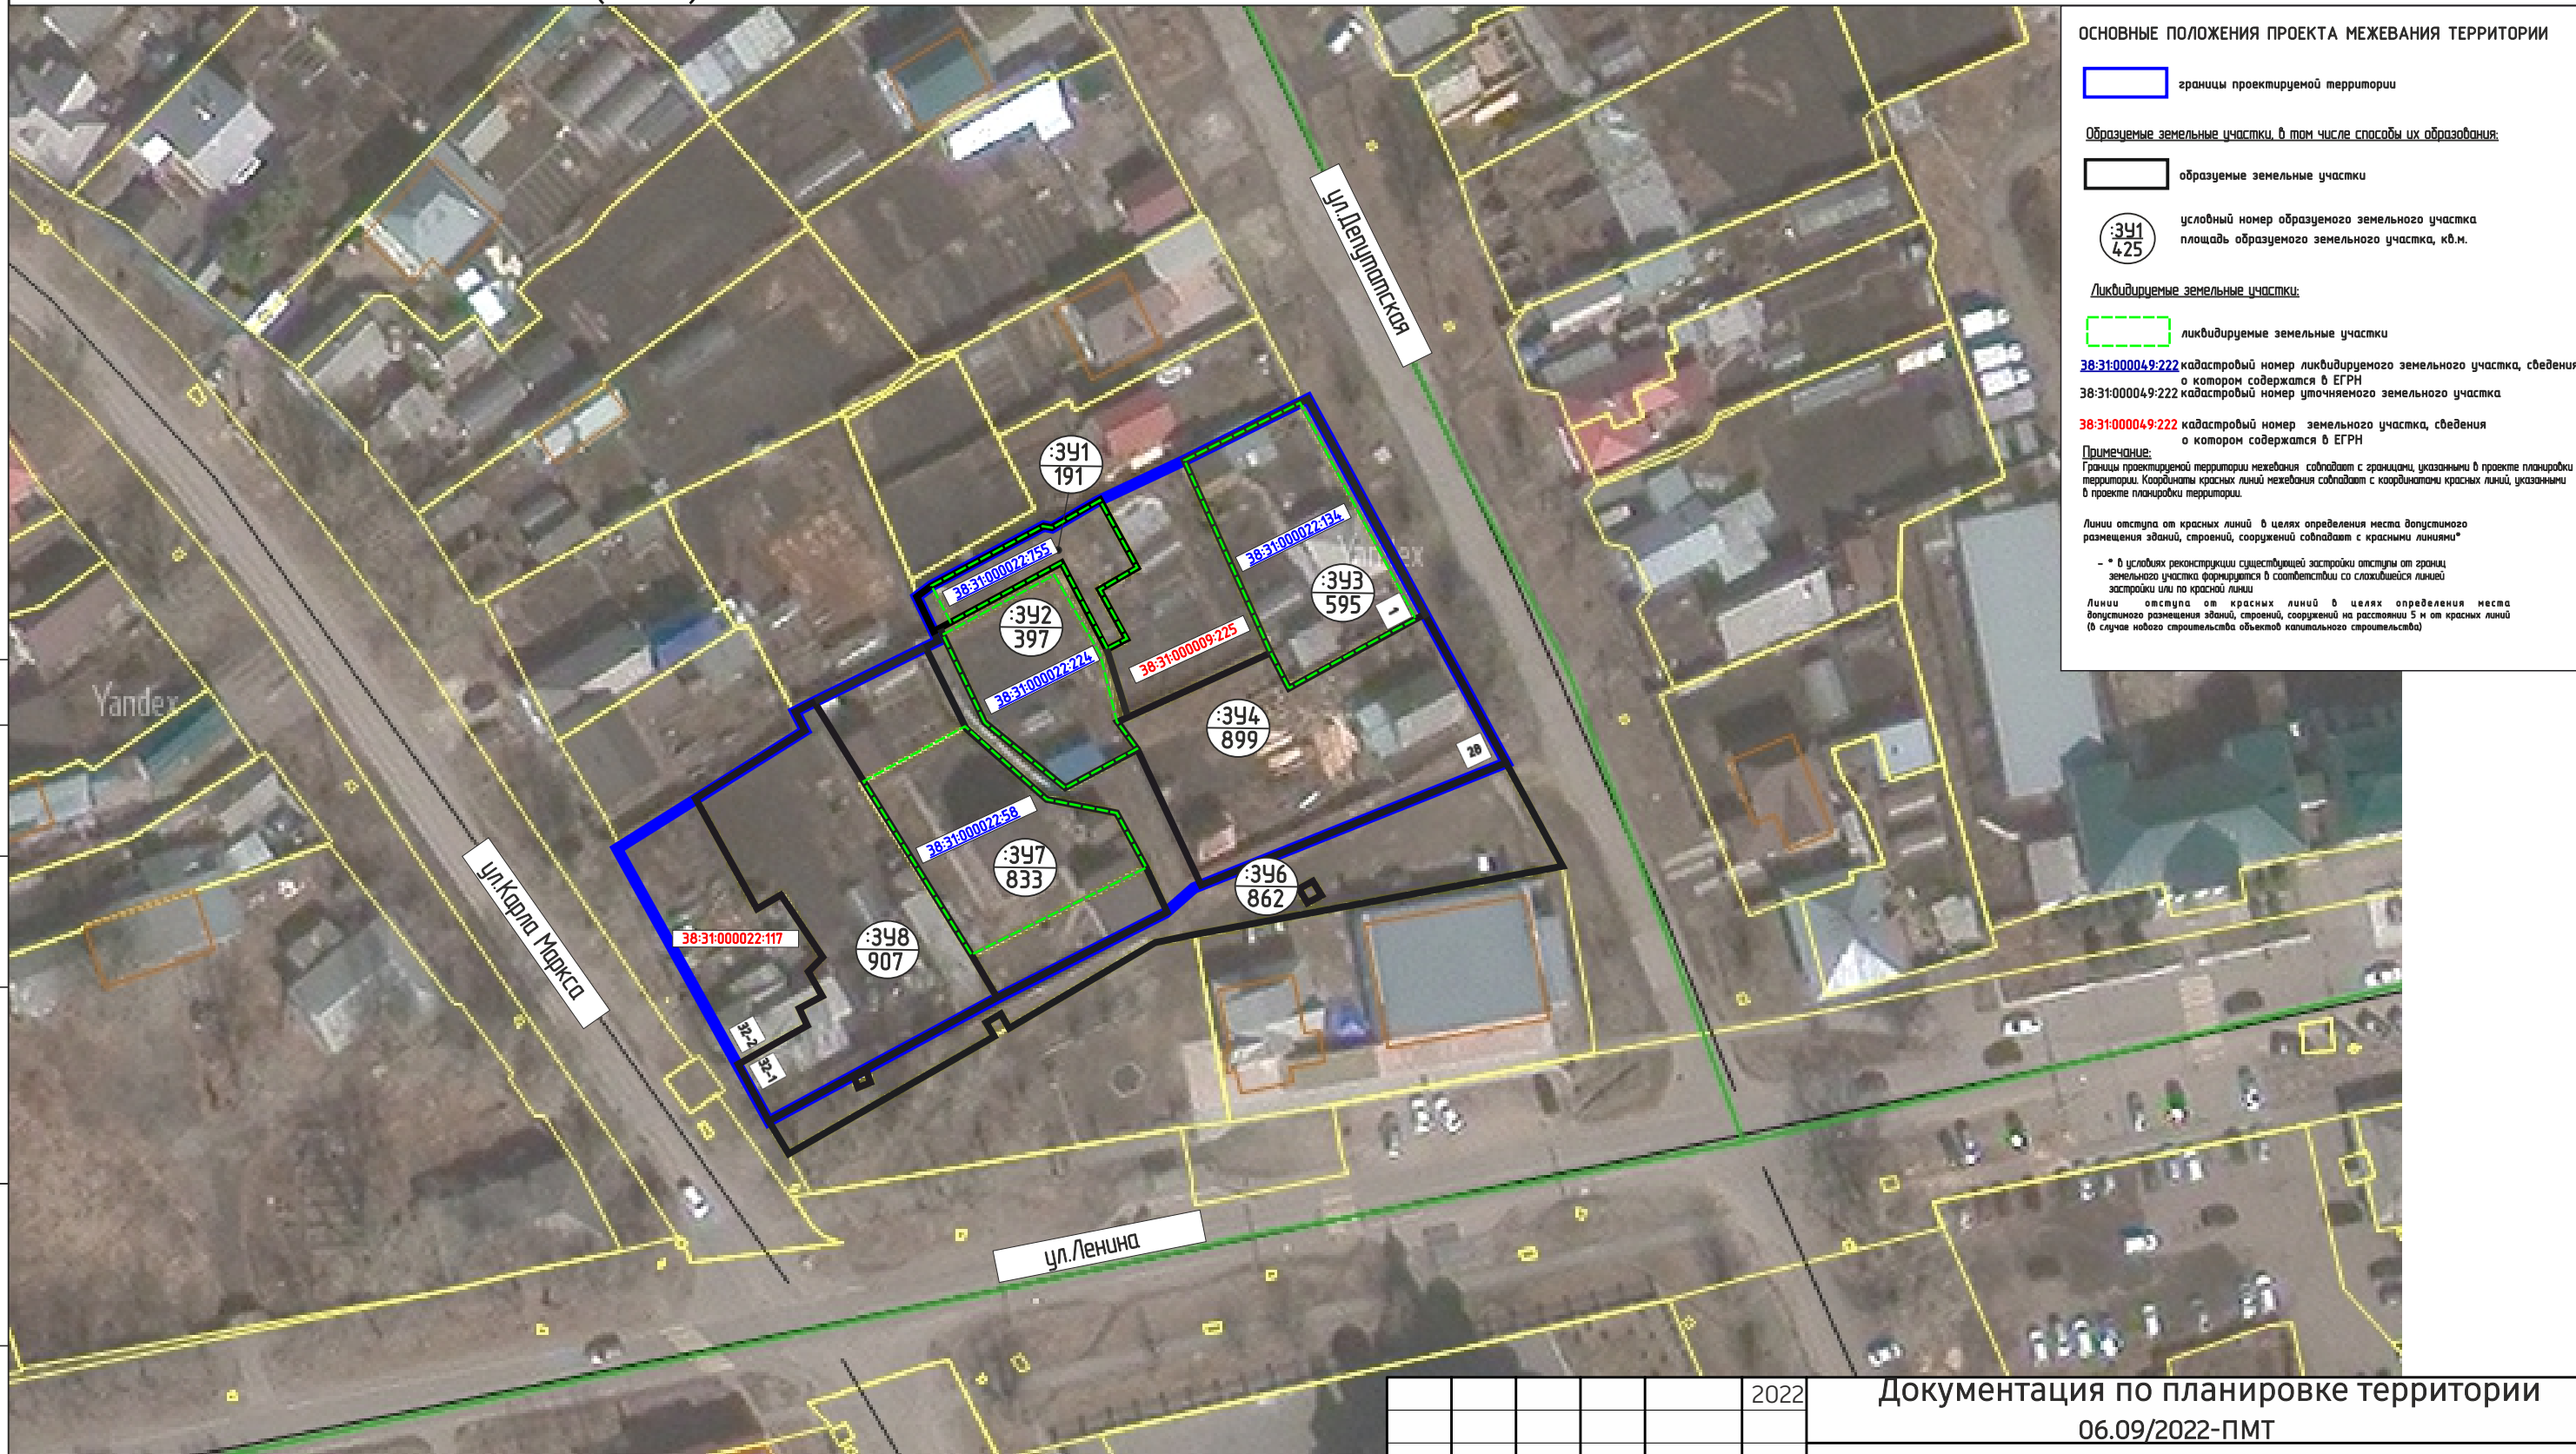 ОСНОВНЫЕ ПОЛОЖЕНИЯ ПРОЕКТА МЕЖЕВАНИЯ ТЕРРИТОРИИ
границы проектируемой территории
Образуемые земельные участки, в том числе способы их образования:
образуемые земельные участки
:ЗУ1
425
условный номер образуемого земельного участка
площадь образуемого земельного участка, кв.м.
Ликвидируемые земельные участки:
ликвидируемые земельные участки
38:31:000049:222 кадастровый номер ликвидируемого земельного участка, сведения
о котором содержатся в ЕГРН
38:31:000049:222 кадастровый номер уточняемого земельного участка
38:31:000049:222 кадастровый номер земельного участка, сведения
о котором содержатся в ЕГРН
Примечание:
Границы проектируемой территории межевания совпадают с границами, указанными в проекте планировки
территории. Координаты красных линий межевания совпадают с координатами красных линий, указанными
в проекте планировки территории.
Линии отступа от красных линий в целях определения места допустимого
размещения зданий, строений, сооружений совпадают с красными линиями*
- * в условиях реконструкции существующей застройки отступы от границ
земельного участка формируются в соответствии со сложившейся линией
застройки или по красной линии
Линии отступа от красных линий в целях определения места
допустимого размещения зданий, строений, сооружений на расстоянии 5 м от красных линий
(в случае нового строительства объектов капитального строительства)
ул.Депутатская
:ЗУ1
191
38:31:000022:755
38:31:000022:134
Yandex
:ЗУ3
595
1
:ЗУ2
397
38:31:000009:225
38:31:000022:224
Yandex
:ЗУ4
899
2В
38:31:000022:58
:ЗУ7
833
:ЗУ6
862
ул.Карла Маркса
38:31:000022:117
:ЗУ8
907
32-2
32-1
ул.Ленина
2022
Документация по планировке территории
06.09/2022-ПМТ